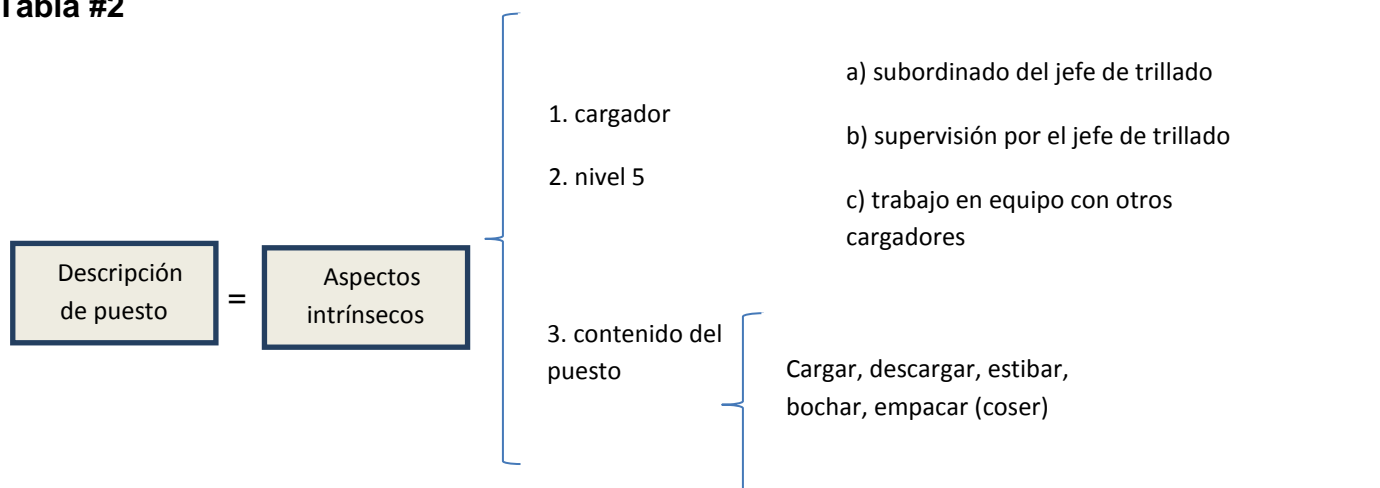 Tabla #2
Descripción
de puesto
=
Aspectos
intrínsecos
1. cargador
2. nivel 5
a) subordinado del jefe de trillado
b) supervisión por el jefe de trillado
c) trabajo en equipo con otros
cargadores
3. contenido del
puesto
Cargar, descargar, estibar,
bochar, empacar (coser)